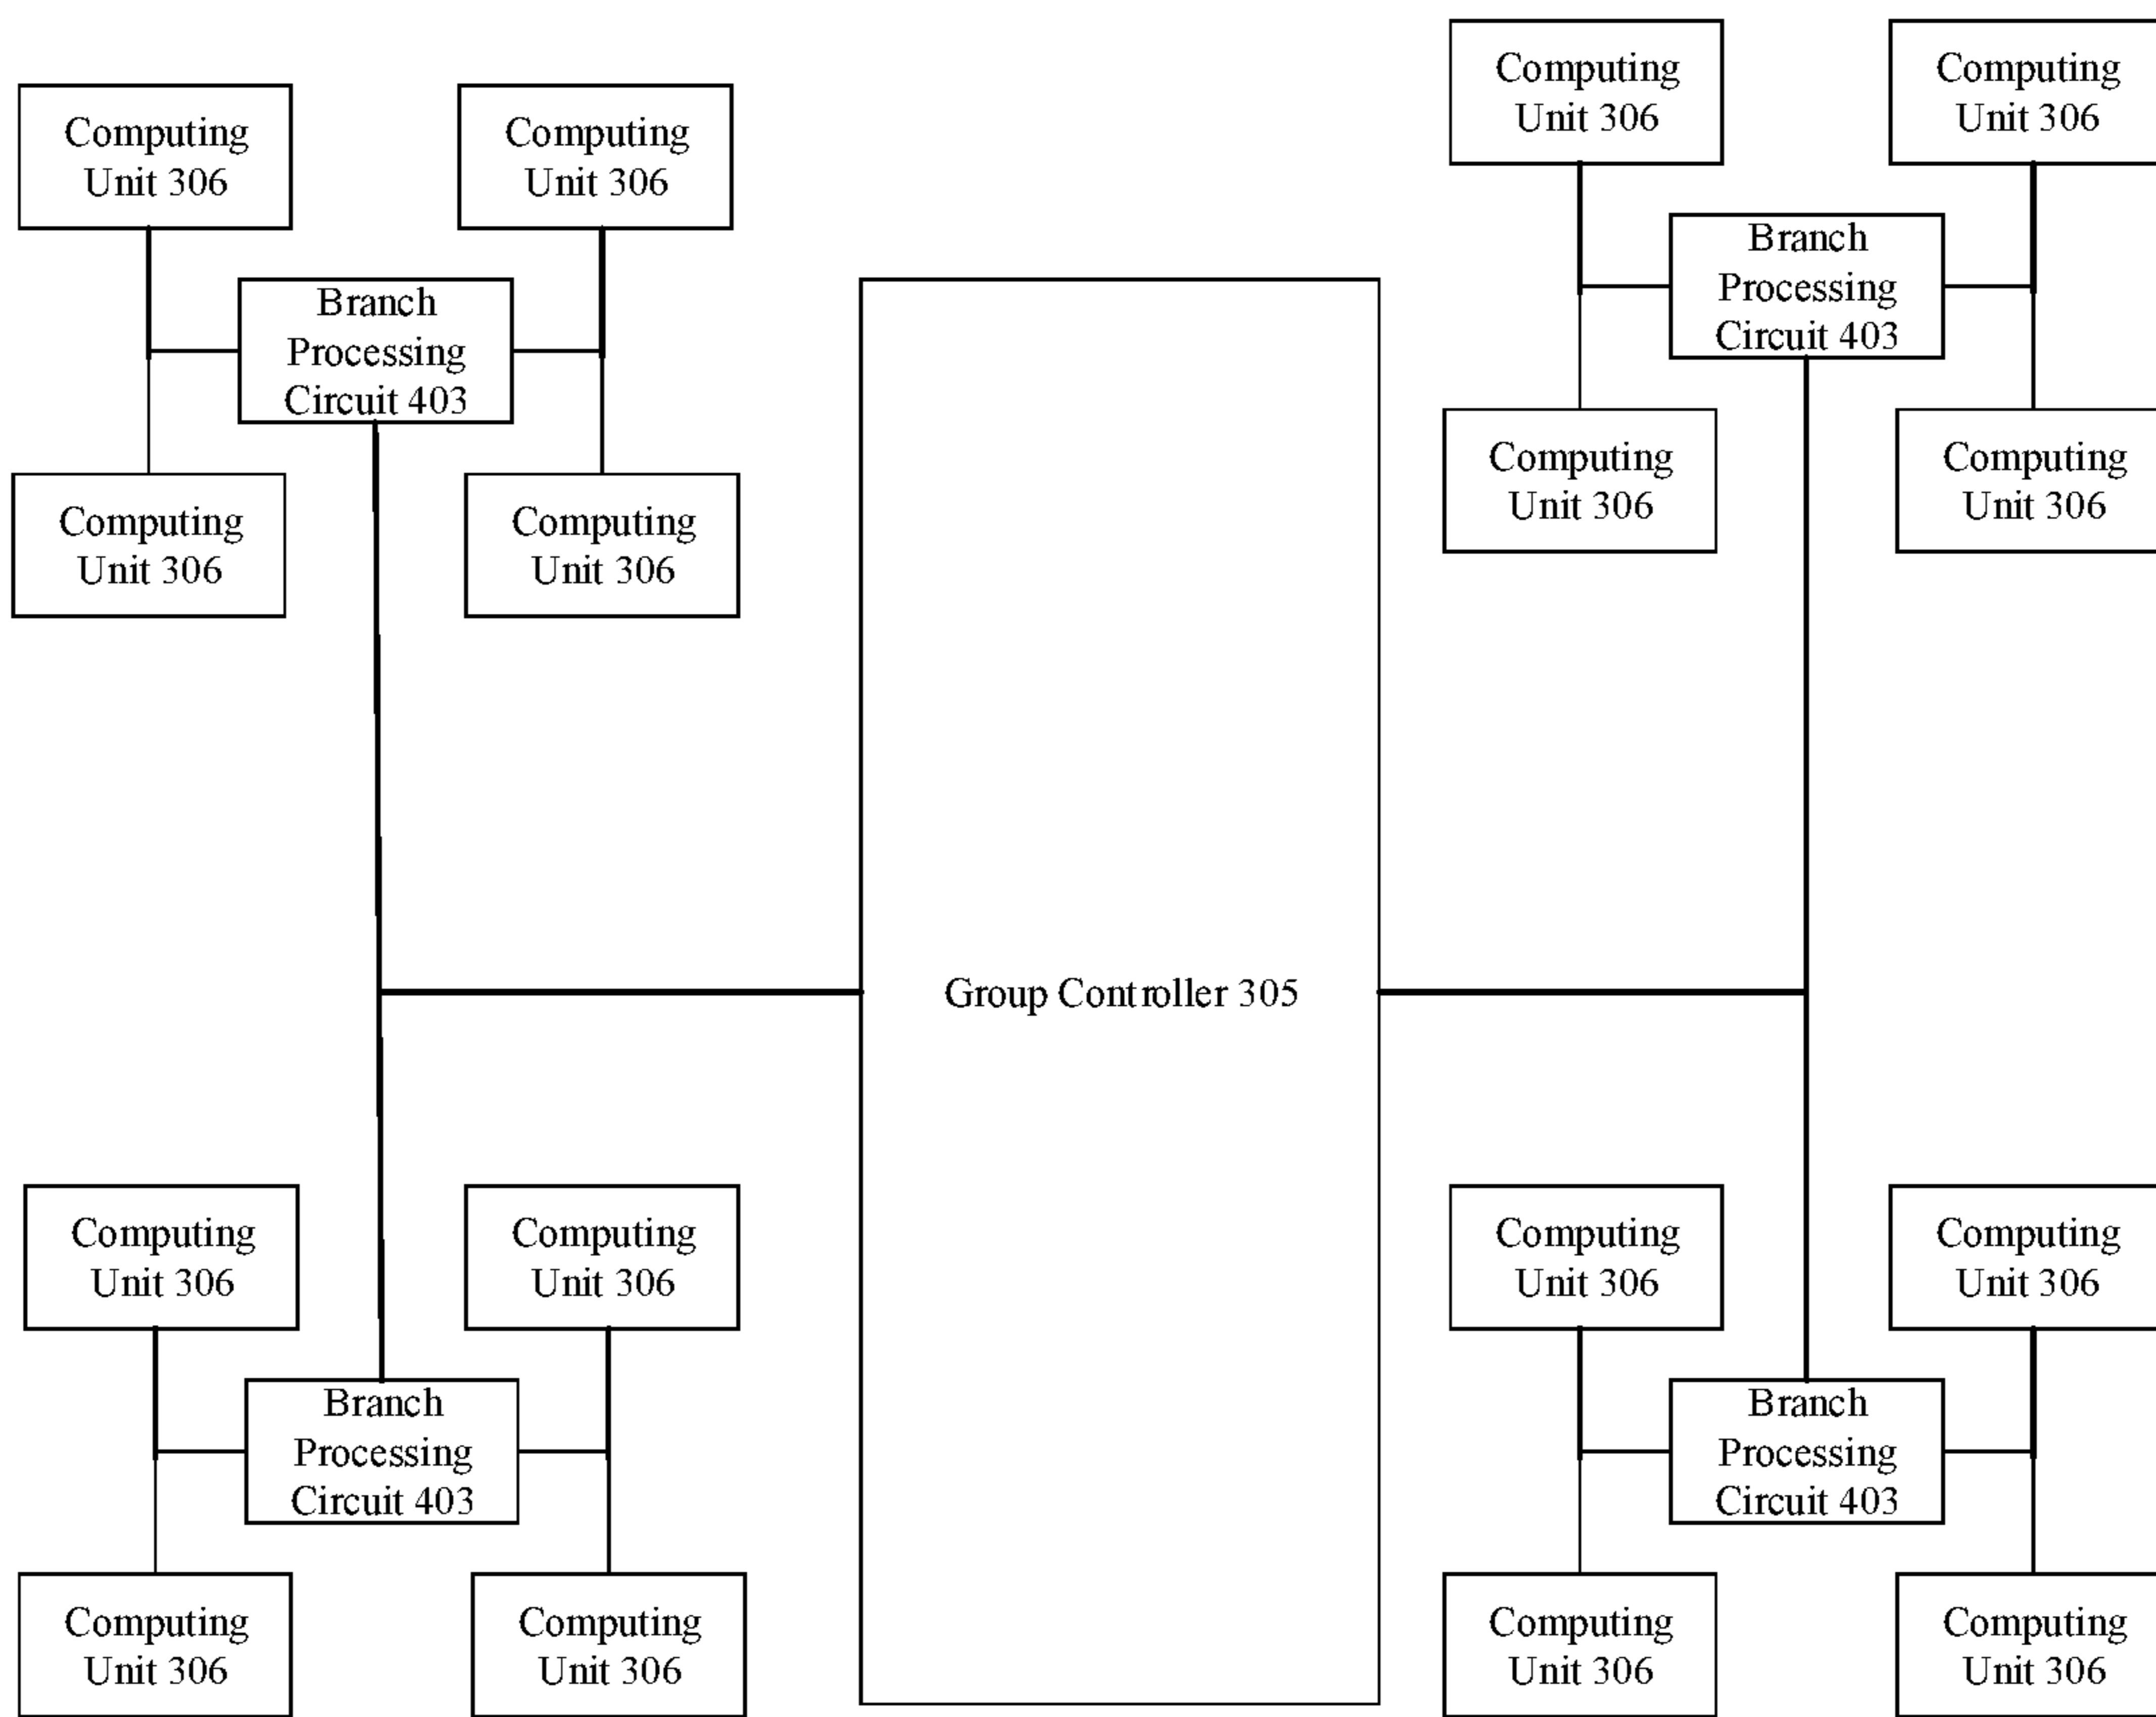 Computing
Unit 306
Computing
Unit 306
Branch
Processing
Circuit 403
Computing
Unit 306
Computing
Unit 306
Computing
Unit 306
Computing
Unit 306
Branch
Processing
Circuit 403
Computing
Unit 306
Computing
Unit 306
Group Controller 305
Computing
Unit 306
Computing
Unit 306
Branch
Processing
Circuit 403
Computing
Unit 306
Computing
Unit 306
Computing
Unit 306
Computing
Unit 306
Branch
Processing
Circuit 403
Computing
Unit 306
Computing
Unit 306